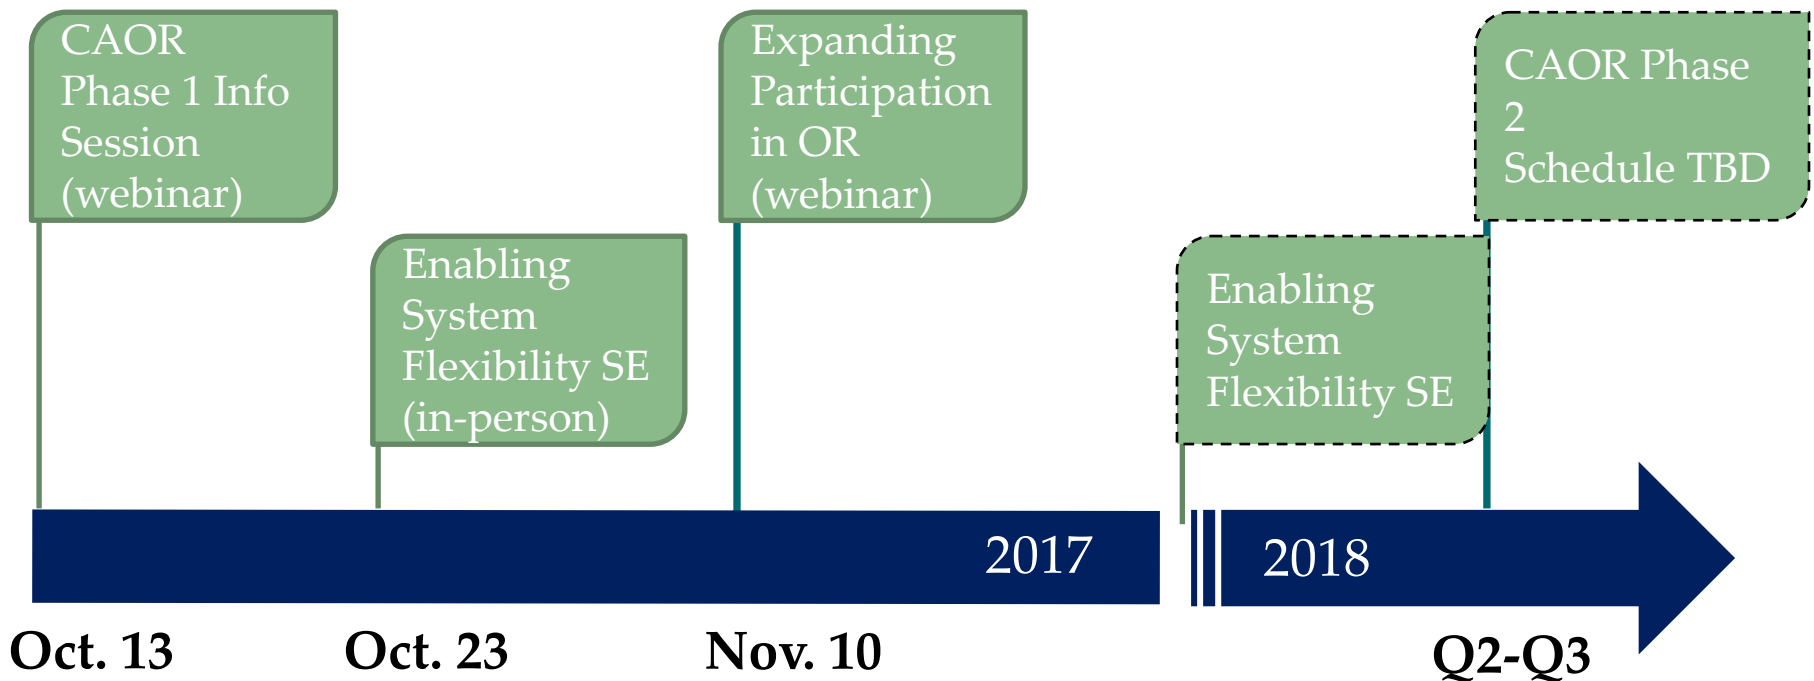 CAOR
Phase 1 Info
Session
(webinar)
Expanding
Participation
in OR
(webinar)
CAOR Phase
2
Schedule TBD
Enabling
System
Flexibility SE
(in-person)
Enabling
System
Flexibility SE
2017
2018
Oct. 13
Oct. 23
Nov. 10
Q2-Q3